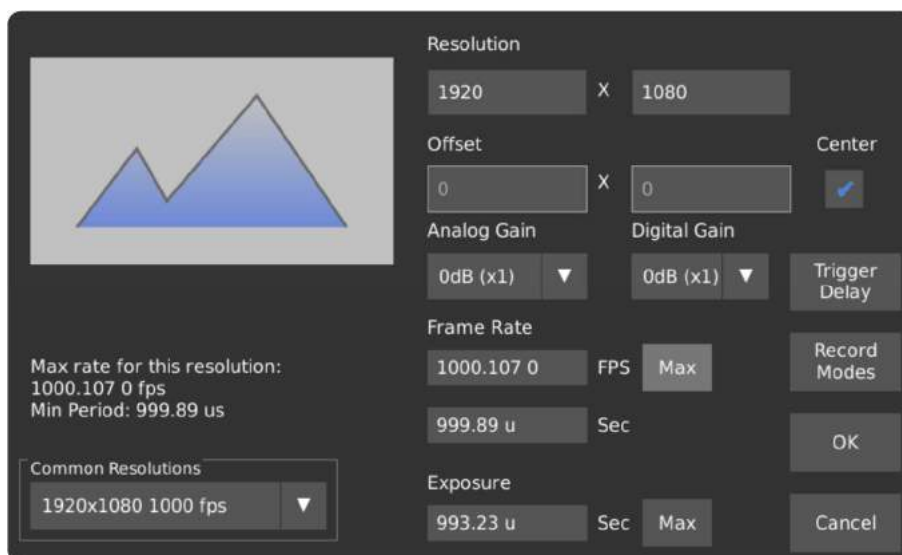 Resolution
1920 X 1080
Offset Center
0 X 0
Analog Gain Digital Gain
0dB (x1) 0dB (x1) Trigger
Delay
Frame Rate
Max rate for this resolution:
1000.107 0 fps
Min Period: 999.89 us
1000.107 0 FPS Max Record
Modes
999.89 u Sec
OK
Common Resolutions
1920x1080 1000 fps
Exposure
993.23 u Sec Max Cancel